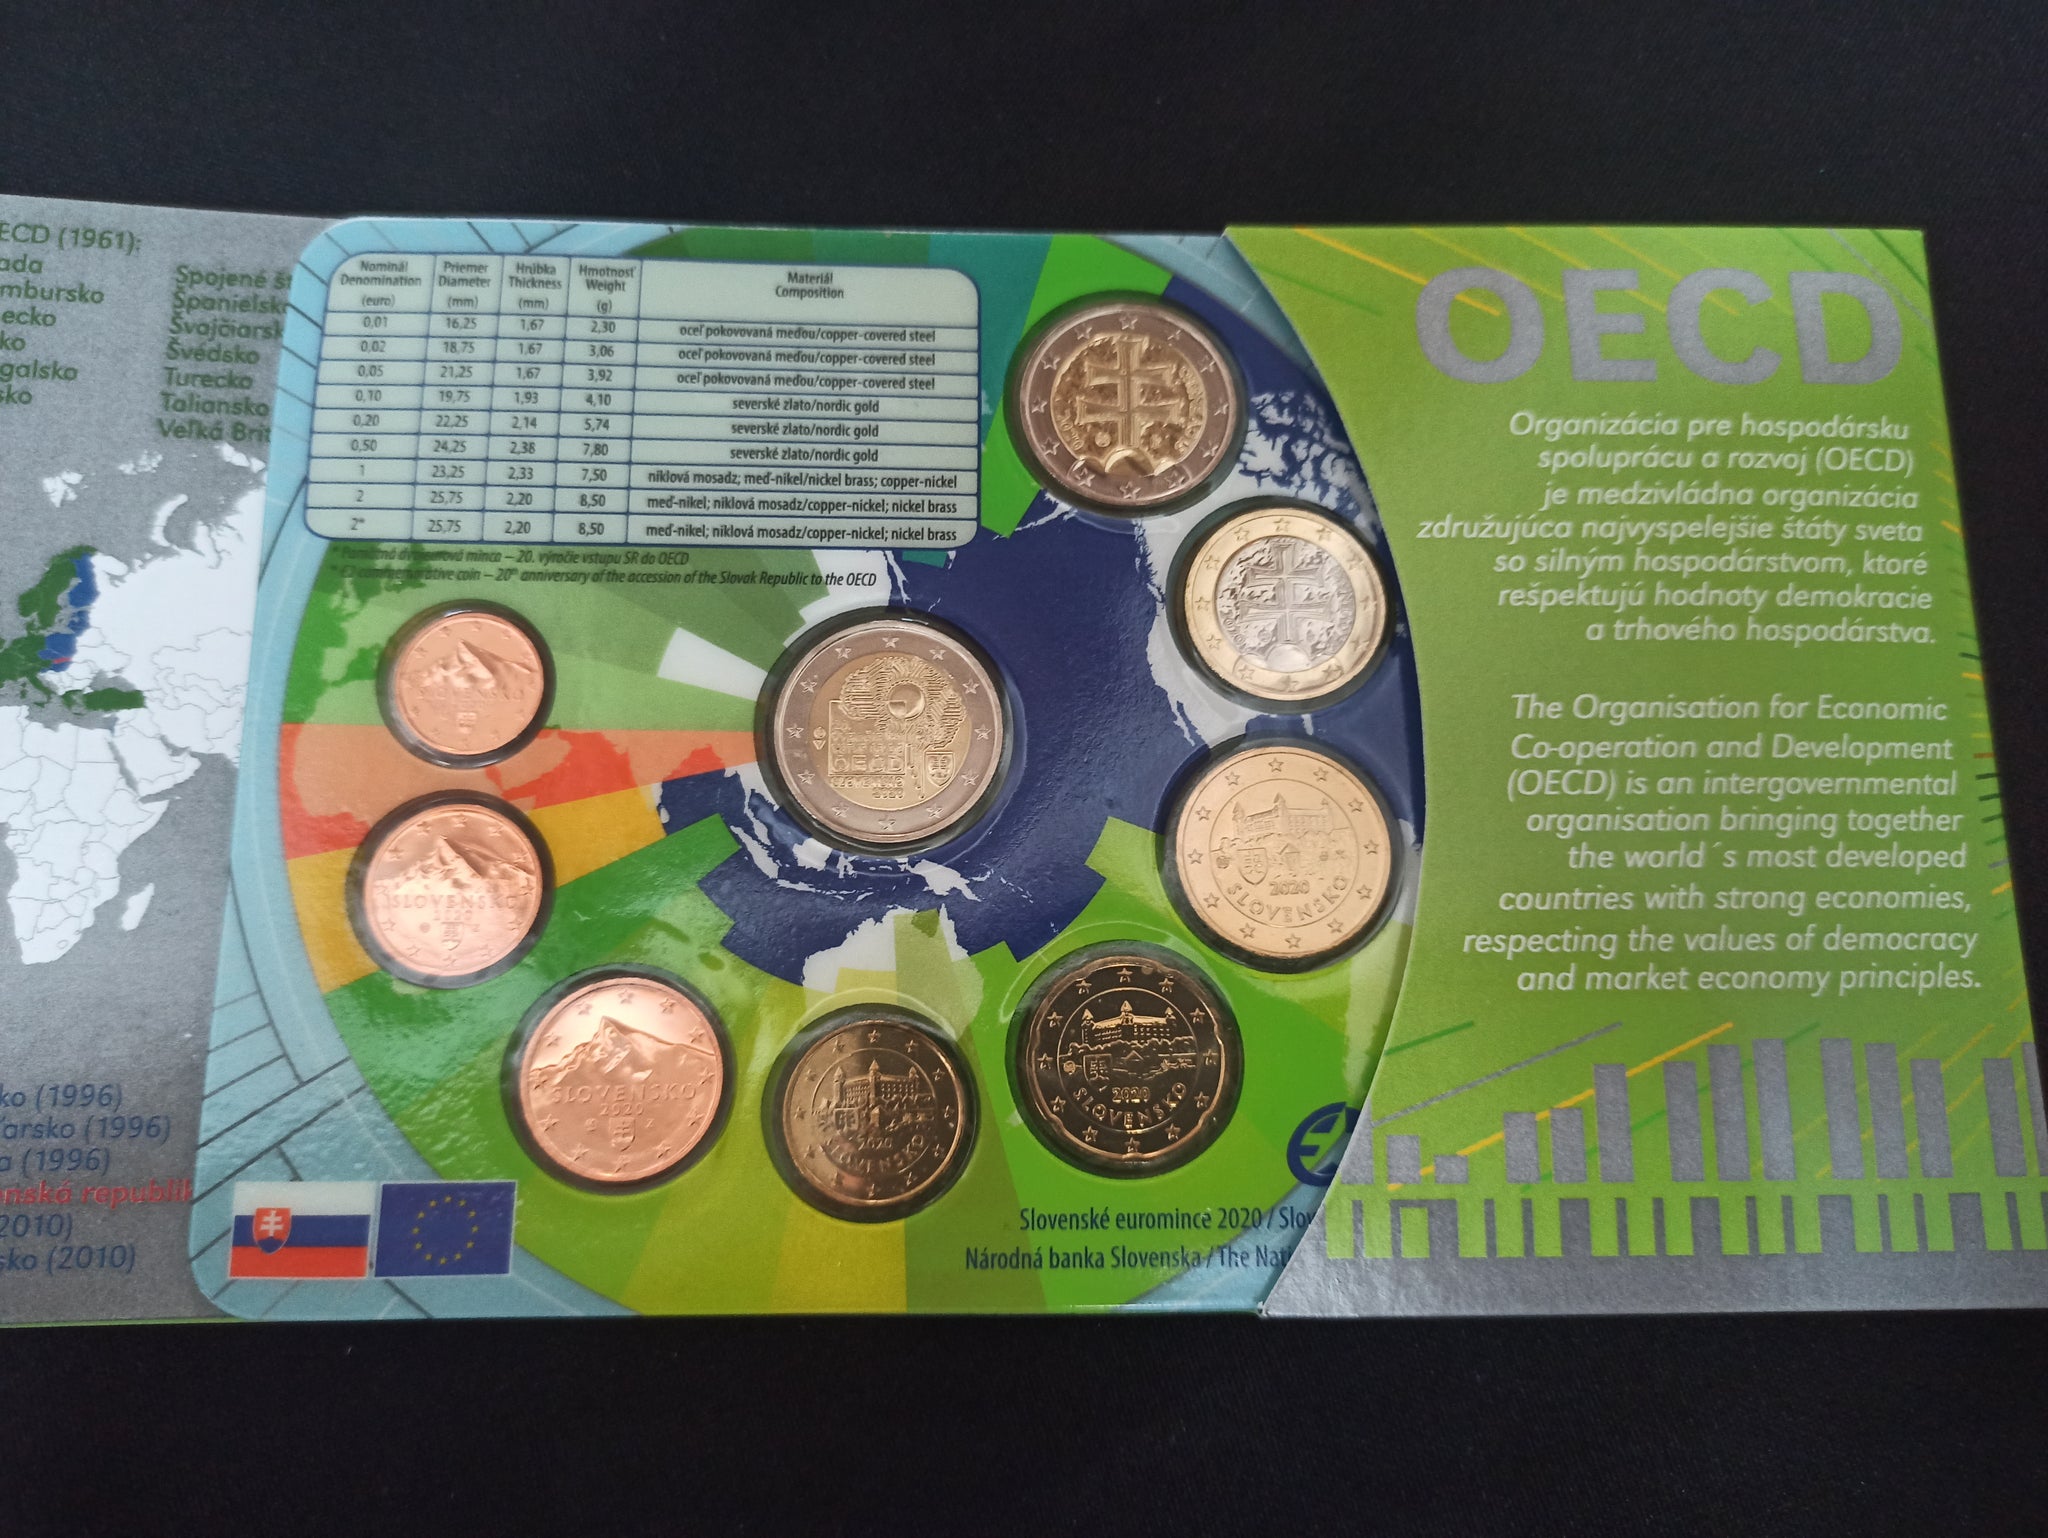 ECD (1961):
ada
mbursko
ecko
ko
galsko
sko
Spojené št
Španielsko
Švajčiarsk
Švédsko
Turecko
Taliansko
Veľká Brit
ko (1996)
arsko (1996)
a (1996)
nská republik
2010)
sko (2010)
Nominál Denomination (euro) Priemer Diameter (mm) Hrúbka Thickness (mm) Hmotnosť Weight (g) Materiál Composition
0,01 16,25 1,67 2,30 oceľ pokovovaná meďou/copper-covered steel
0,02 18,75 1,67 3,06 oceľ pokovovaná meďou/copper-covered steel
0,05 21,25 1,67 3,92 oceľ pokovovaná meďou/copper-covered steel
0,10 19,75 1,93 4,10 severské zlato/nordic gold
0,20 22,25 2,14 5,74 severské zlato/nordic gold
0,50 24,25 2,38 7,80 severské zlato/nordic gold
1 23,25 2,33 7,50 niklová mosadz; meď-nikel/nickel brass; copper-nickel
2 25,75 2,20 8,50 meď-nikel; niklová mosadz/copper-nickel; nickel brass
2* 25,75 2,20 8,50 meď-nikel; niklová mosadz/copper-nickel; nickel brass
* Pamätná dvojeurová minca – 20. výročie vstupu SR do OECD
* €2 commemorative coin – 20th anniversary of the accession of the Slovak Republic to the OECD
SLOVENSKO
SLOVENSKO
2020
SLOVENSKO
2020
2020
SLOVENSKO
2020
SLOVENSKO
2020
SLOVENSKO
OECD
SLOVENSKO
2020
Slovenské euromince 2020 / Slov
Národná banka Slovenska / The Nati
OECD
Organizácia pre hospodársku
spoluprácu a rozvoj (OECD)
je medzivládna organizácia
združujúca najvyspelejšie štáty sveta
so silným hospodárstvom, ktoré
rešpektujú hodnoty demokracie
a trhového hospodárstva.
The Organisation for Economic
Co-operation and Development
(OECD) is an intergovernmental
organisation bringing together
the world´s most developed
countries with strong economies,
respecting the values of democracy
and market economy principles.